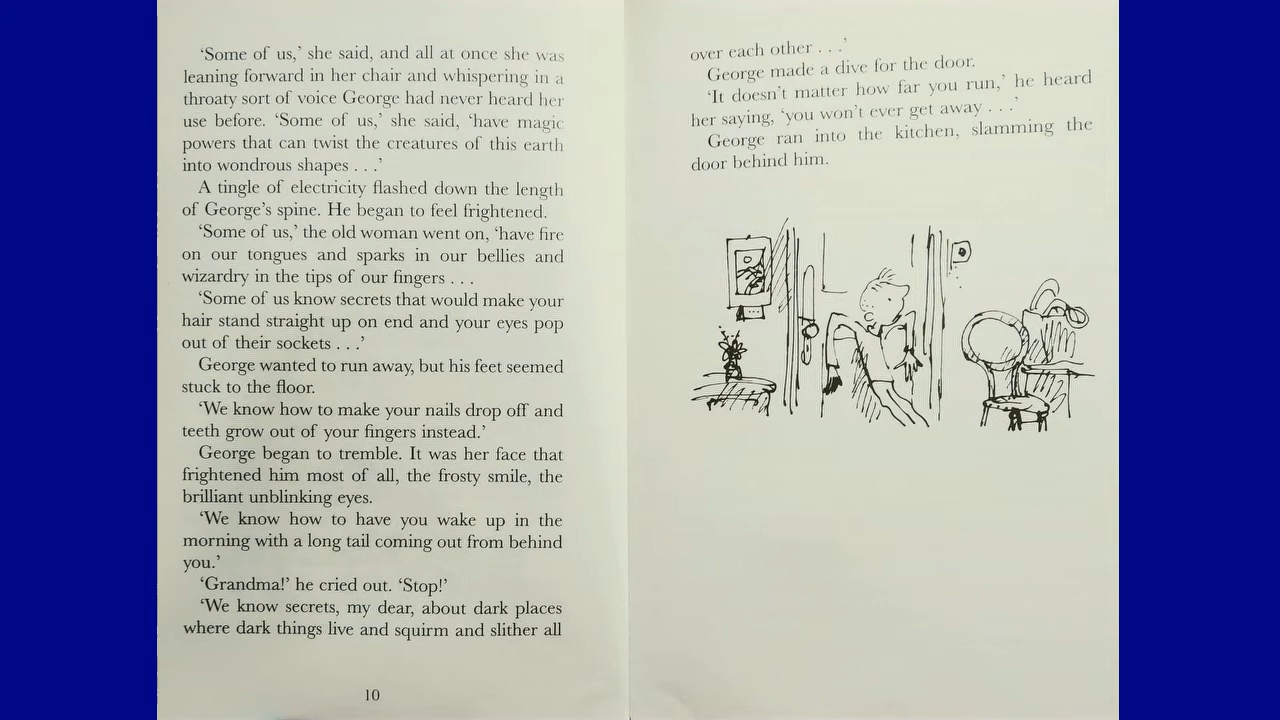 ‘Some of us,’ she said, and all at once she was
leaning forward in her chair and whispering in a
throaty sort of voice George had never heard her
use before. ‘Some of us,’ she said, ‘have magic
powers that can twist the creatures of this earth
into wondrous shapes . . .’
A tingle of electricity flashed down the length
of George’s spine. He began to feel frightened.
‘Some of us,’ the old woman went on, ‘have fire
on our tongues and sparks in our bellies and
wizardry in the tips of our fingers . . .
‘Some of us know secrets that would make your
hair stand straight up on end and your eyes pop
out of their sockets . . .’
George wanted to run away, but his feet seemed
stuck to the floor.
‘We know how to make your nails drop off and
teeth grow out of your fingers instead.’
George began to tremble. It was her face that
frightened him most of all, the frosty smile, the
brilliant unblinking eyes.
‘We know how to have you wake up in the
morning with a long tail coming out from behind
you.’
‘Grandma!’ he cried out. ‘Stop!’
‘We know secrets, my dear, about dark places
where dark things live and squirm and slither all
10
over each other . . .’
George made a dive for the door.
‘It doesn’t matter how far you run,’ he heard
her saying, ‘you won’t ever get away . . .’
George ran into the kitchen, slamming the
door behind him.